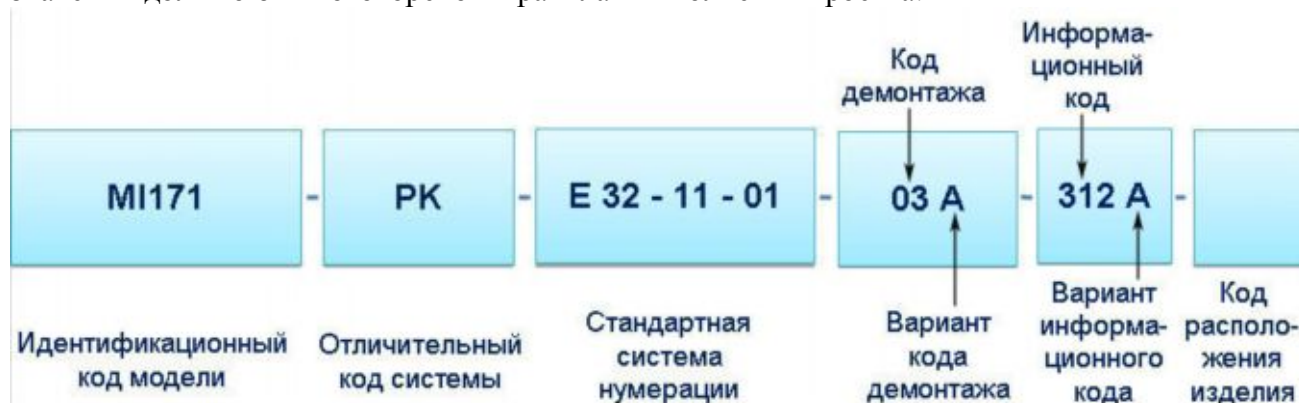 Код
демонтажа
Информа-
ционный
код
MI171 - PK - E 32 - 11 - 01 - 03 A - 312 A -
Идентификационный
код модели
Отличительный
код системы
Стандартная
система
нумерации
Вариант
кода
демонтажа
Вариант
информа-
ционного
кода
Код
располо-
жения
изделия